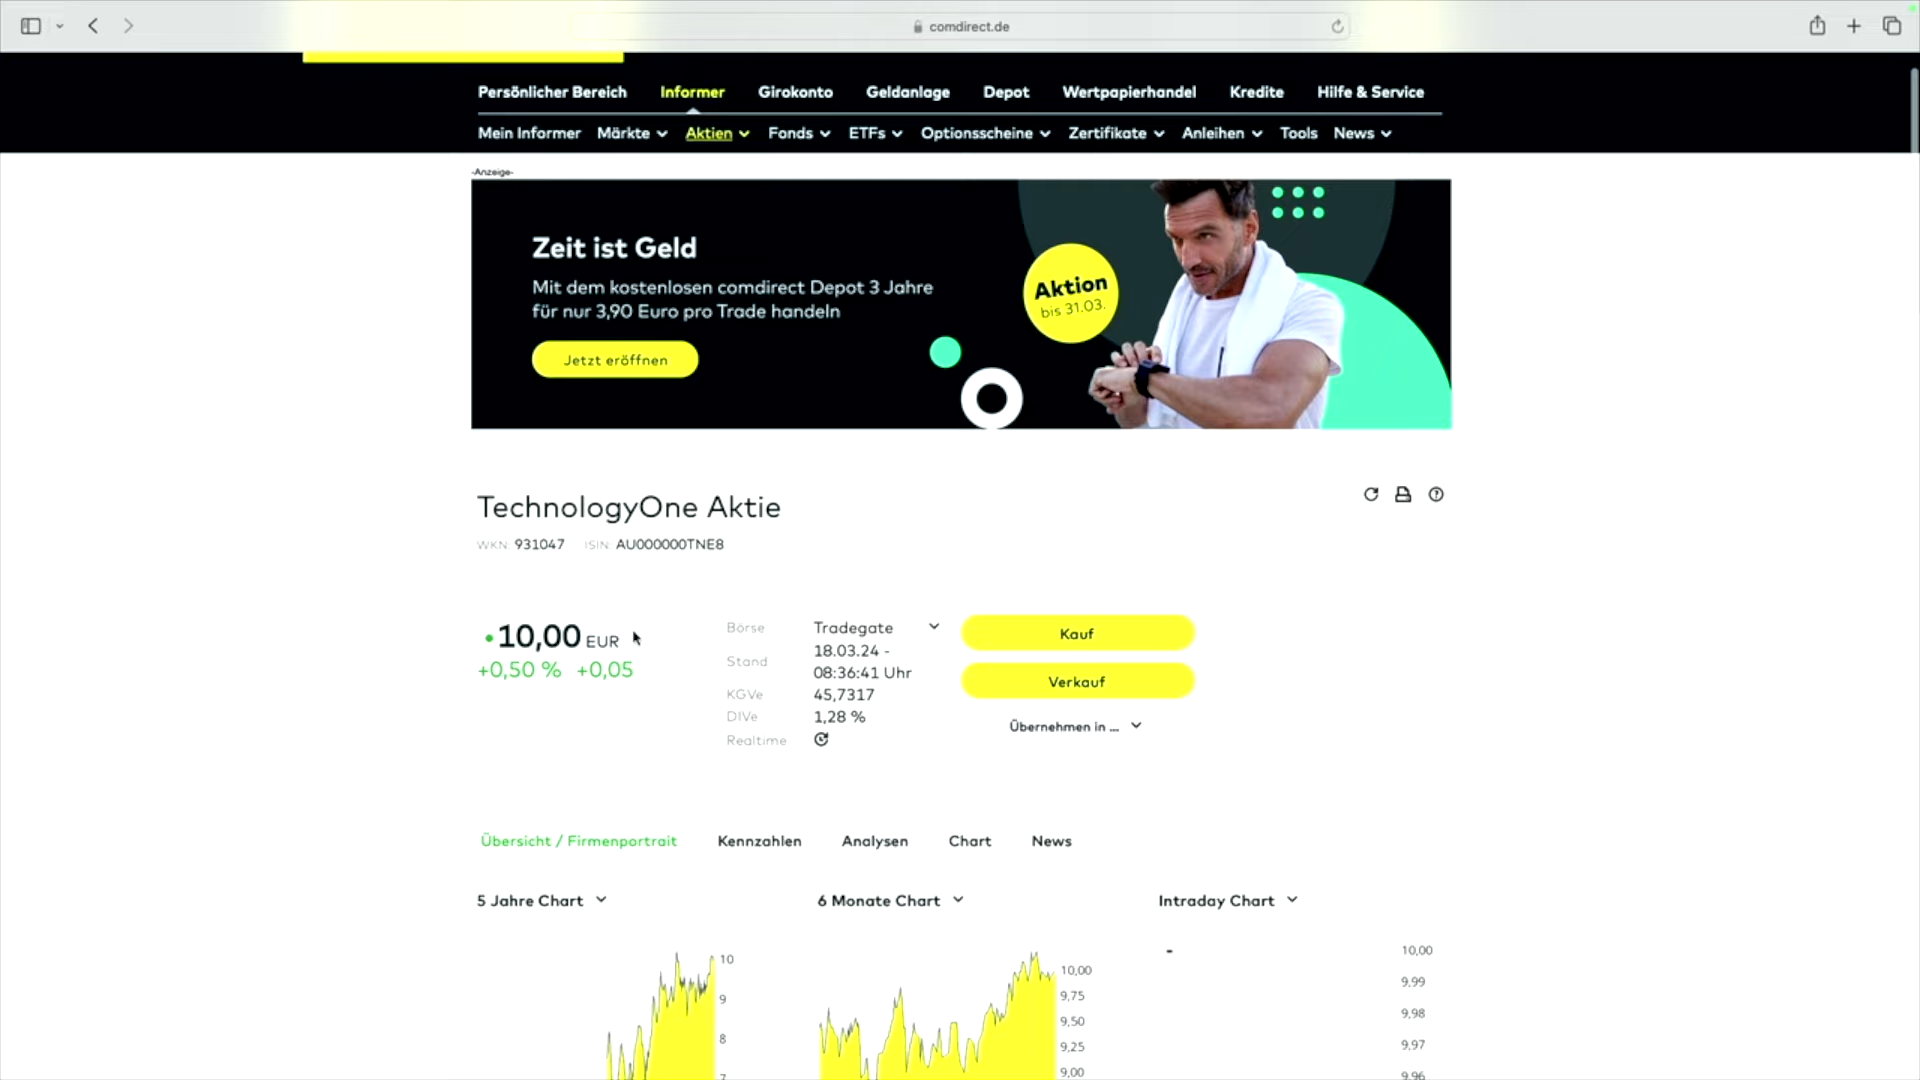 comdirect.de
Persönlicher Bereich Informer Girokonto Geldanlage Depot Wertpapierhandel Kredite Hilfe & Service
Mein Informer Märkte Aktien Fonds ETFs Optionsscheine Zertifikate Anleihen Tools News
-Anzeige-
Zeit ist Geld
Mit dem kostenlosen comdirect Depot 3 Jahre
für nur 3,90 Euro pro Trade handeln
Jetzt eröffnen
Aktion
bis 31.03.
TechnologyOne Aktie
WKN: 931047 ISIN: AU000000TNE8
10,00 EUR
+0,50 % +0,05
Börse Tradegate
Stand 18.03.24 -
08:36:41 Uhr
KGVe 45,7317
DIVe 1,28 %
Realtime
Kauf
Verkauf
Übernehmen in ...
Übersicht / Firmenportrait Kennzahlen Analysen Chart News
5 Jahre Chart 6 Monate Chart Intraday Chart
10
9
8
7
10,00
9,75
9,50
9,25
9,00
-
10,00
9,99
9,98
9,97
9,96